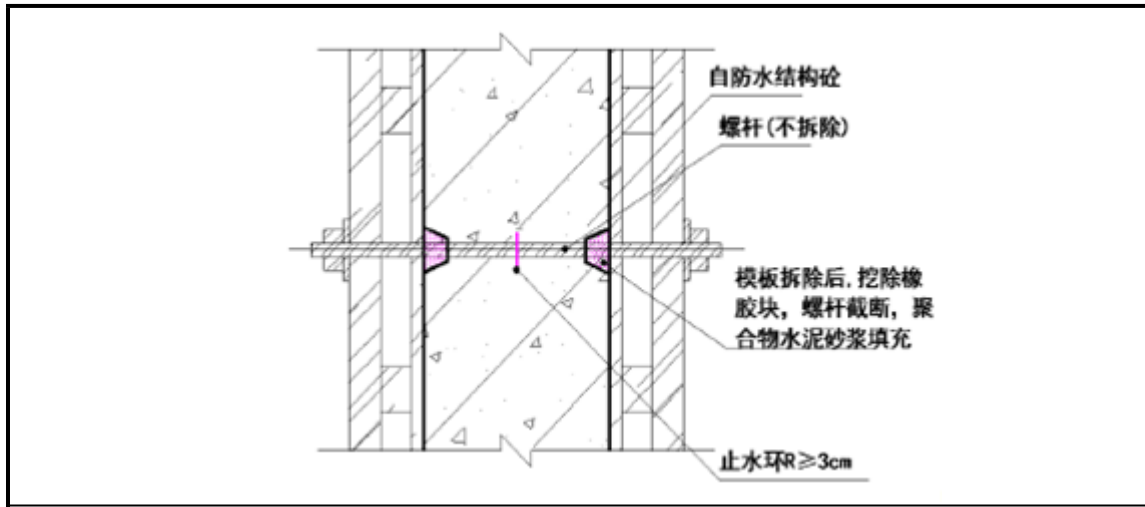 自防水结构砼
螺杆(不拆除)
模板拆除后,挖除橡
胶块，螺杆截断，聚
合物水泥砂浆填充
止水环R≥3cm